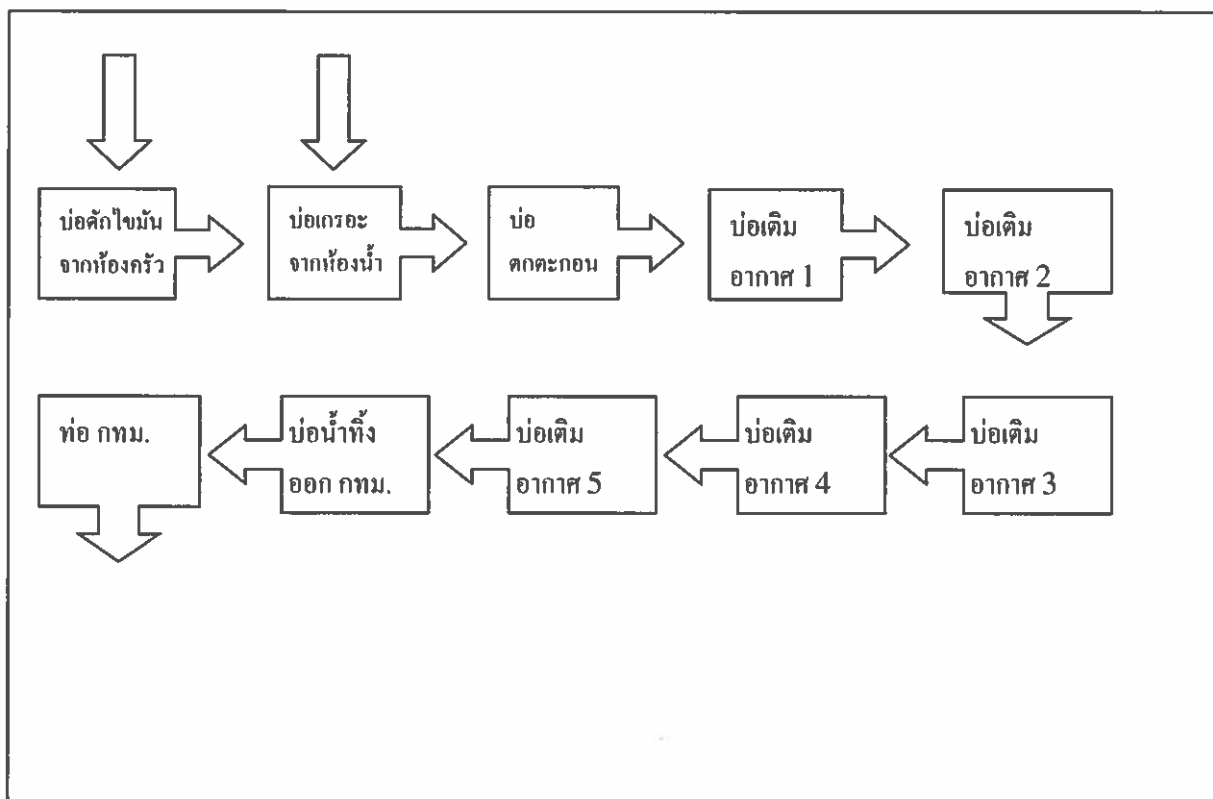 บ่อดักไขมัน
จากห้องครัว
บ่อเกรอะ
จากห้องน้ำ
บ่อ
ตกตะกอน
บ่อเติม
อากาศ 1
บ่อเติม
อากาศ 2
ท่อ กทม.
บ่อน้ำทิ้ง
ออก กทม.
บ่อเติม
อากาศ 5
บ่อเติม
อากาศ 4
บ่อเติม
อากาศ 3